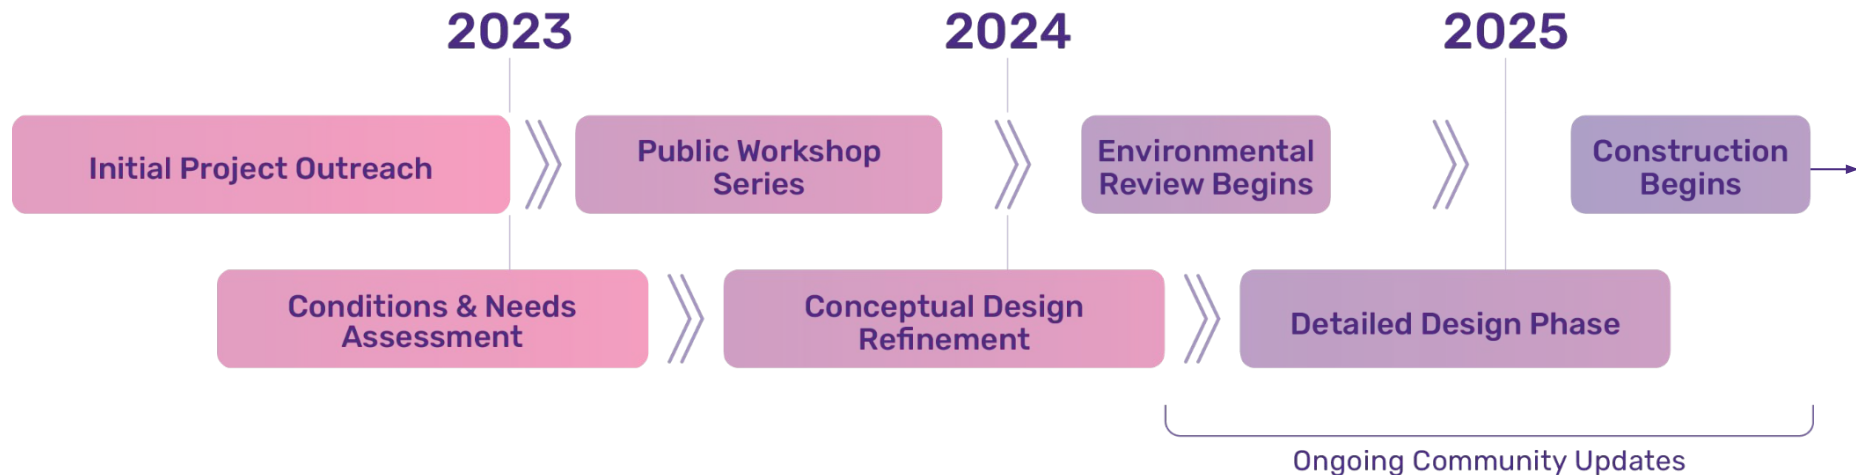 2023
2024
2025
Initial Project Outreach
Public Workshop
Series
Environmental
Review Begins
Construction
Begins
Conditions & Needs
Assessment
Conceptual Design
Refinement
Detailed Design Phase
Ongoing Community Updates